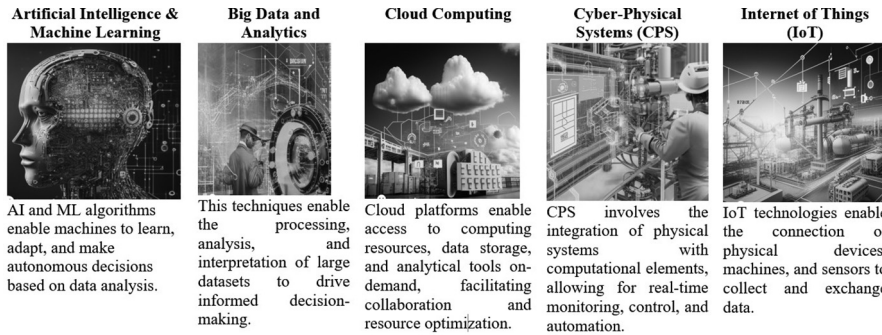 Artificial Intelligence &
Machine Learning
AI and ML algorithms
enable machines to learn,
adapt, and make
autonomous decisions
based on data analysis.
Big Data and
Analytics
This techniques enable
the processing,
analysis, and
interpretation of large
datasets to drive
informed decision-
making.
Cloud Computing
Cloud platforms enable
access to computing
resources, data storage,
and analytical tools on-
demand, facilitating
collaboration and
resource optimization.
Cyber-Physical
Systems (CPS)
CPS involves the
integration of physical
systems with
computational elements,
allowing for real-time
monitoring, control, and
automation.
Internet of Things
(IoT)
IoT technologies enable
the connection of
physical devices,
machines, and sensors to
collect and exchange
data.